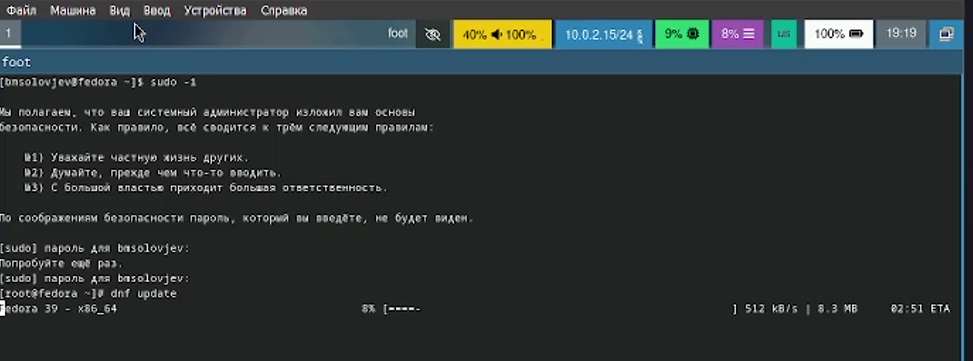 Файл Машина Вид Ввод Устройства Справка
1 foot 40% 100% 10.0.2.15/24 9% 8% us 100% 19:19
foot
[bmsolovjev@fedora ~]$ sudo -i
Мы полагаем, что ваш системный администратор изложил вам основы
безопасности. Как правило, всё сводится к трём следующим правилам:
№1) Уважайте частную жизнь других.
№2) Думайте, прежде чем что-то вводить.
№3) С большой властью приходит большая ответственность.
По соображениям безопасности пароль, который вы введёте, не будет виден.
[sudo] пароль для bmsolovjev:
Попробуйте ещё раз.
[sudo] пароль для bmsolovjev:
[root@fedora ~]# dnf update
Fedora 39 - x86_64 8% [----- ] 512 kB/s | 8.3 MB 02:51 ETA